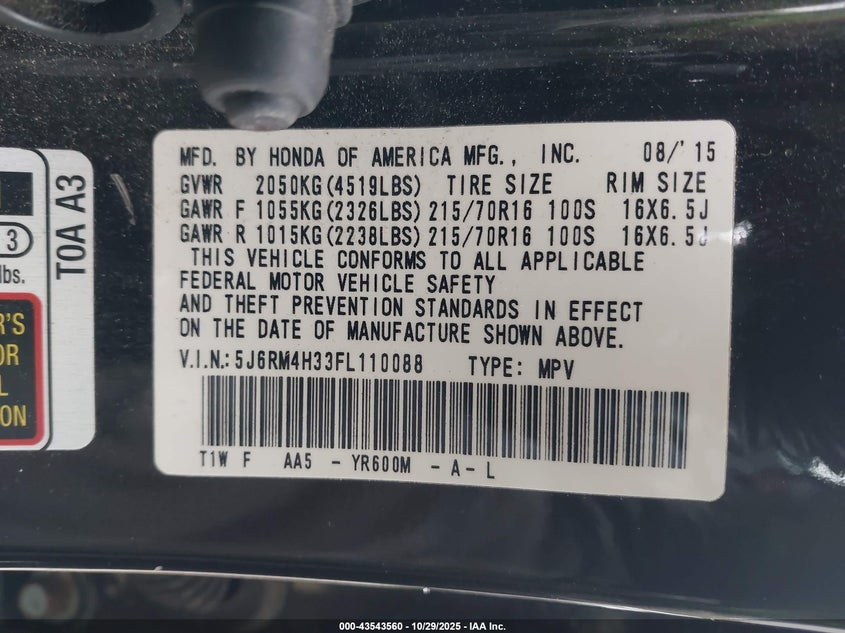 MFD. BY HONDA OF AMERICA MFG., INC. 08/'15
GVWR 2050KG(4519LBS) TIRE SIZE RIM SIZE
GAWR F 1055KG(2326LBS) 215/70R16 100S 16X6.5J
GAWR R 1015KG(2238LBS) 215/70R16 100S 16X6.5J
THIS VEHICLE CONFORMS TO ALL APPLICABLE
FEDERAL MOTOR VEHICLE SAFETY
AND THEFT PREVENTION STANDARDS IN EFFECT
ON THE DATE OF MANUFACTURE SHOWN ABOVE.
V.I.N.:5J6RM4H33FL110088 TYPE: MPV
T1W F AA5 - YR600M - A - L
T0A A3
3
lbs.
000-43543560 - 10/29/2025 - IAA Inc.